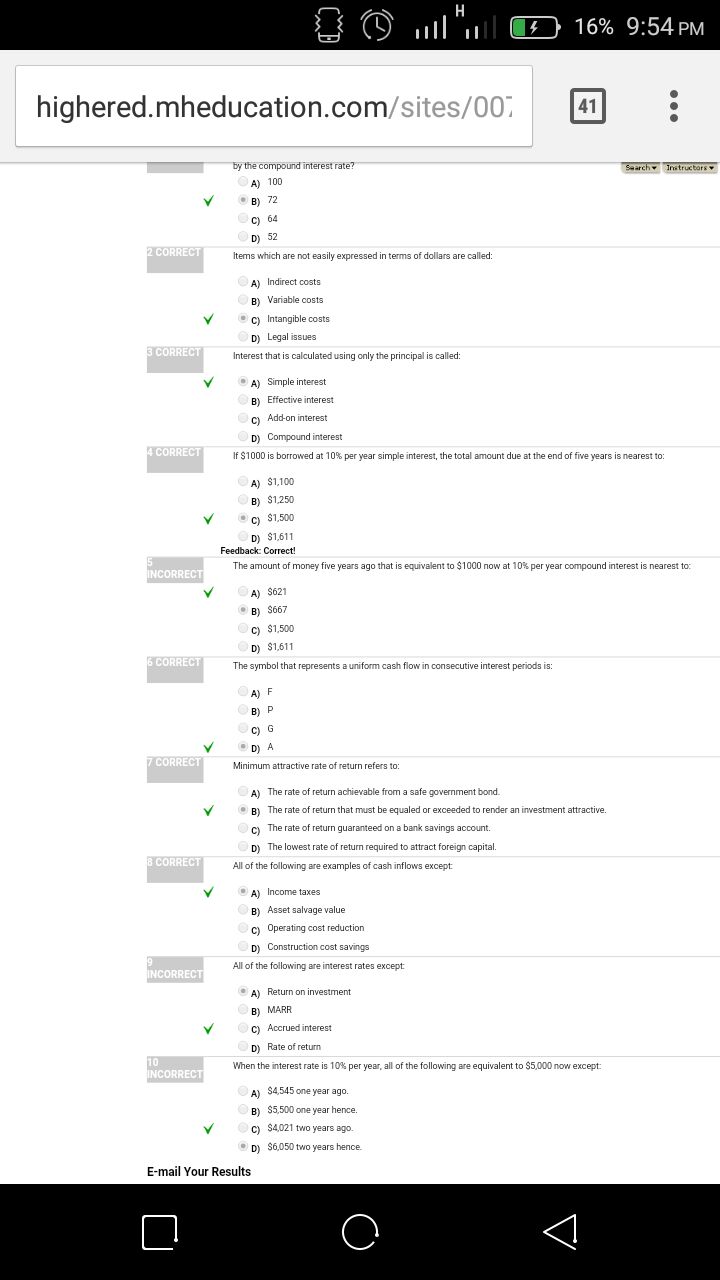 H
16% 9:54 PM
highered.mheducation.com/sites/007
41
by the compound interest rate?
Search Instructors
A) 100
B) 72
C) 64
D) 52
2 CORRECT
Items which are not easily expressed in terms of dollars are called:
A) Indirect costs
B) Variable costs
C) Intangible costs
D) Legal issues
3 CORRECT
Interest that is calculated using only the principal is called:
A) Simple interest
B) Effective interest
C) Add-on interest
D) Compound interest
4 CORRECT
If $1000 is borrowed at 10% per year simple interest, the total amount due at the end of five years is nearest to:
A) $1,100
B) $1,250
C) $1,500
D) $1,611
Feedback: Correct!
5
INCORRECT
The amount of money five years ago that is equivalent to $1000 now at 10% per year compound interest is nearest to:
A) $621
B) $667
C) $1,500
D) $1,611
6 CORRECT
The symbol that represents a uniform cash flow in consecutive interest periods is:
A) F
B) P
C) G
D) A
7 CORRECT
Minimum attractive rate of return refers to:
A) The rate of return achievable from a safe government bond.
B) The rate of return that must be equaled or exceeded to render an investment attractive.
C) The rate of return guaranteed on a bank savings account.
D) The lowest rate of return required to attract foreign capital.
8 CORRECT
All of the following are examples of cash inflows except:
A) Income taxes
B) Asset salvage value
C) Operating cost reduction
D) Construction cost savings
9
INCORRECT
All of the following are interest rates except:
A) Return on investment
B) MARR
C) Accrued interest
D) Rate of return
10
INCORRECT
When the interest rate is 10% per year, all of the following are equivalent to $5,000 now except:
A) $4,545 one year ago.
B) $5,500 one year hence.
C) $4,021 two years ago.
D) $6,050 two years hence.
E-mail Your Results